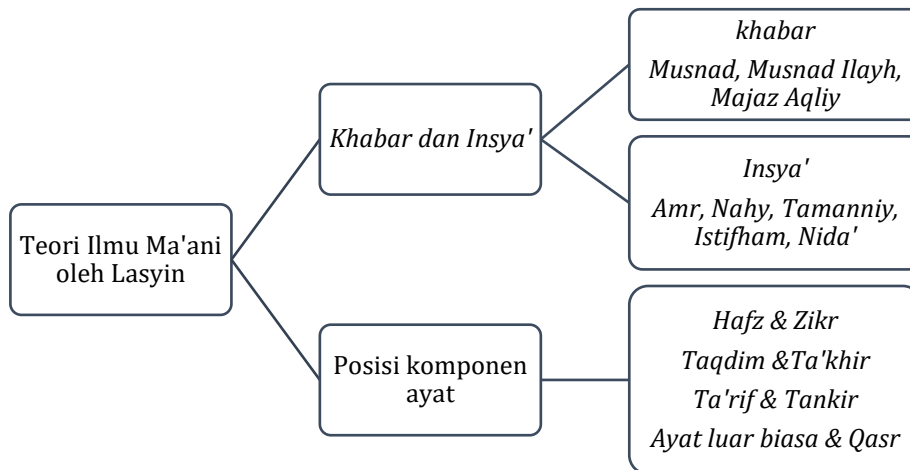 Teori Ilmu Ma'ani
oleh Lasyin
Khabar dan Insya'
khabar
Musnad, Musnad Ilayh,
Majaz Aqliy
Insya'
Amr, Nahy, Tamanniy,
Istifham, Nida'
Posisi komponen
ayat
Hafz & Zikr
Taqdim &Ta'khir
Ta'rif & Tankir
Ayat luar biasa & Qasr